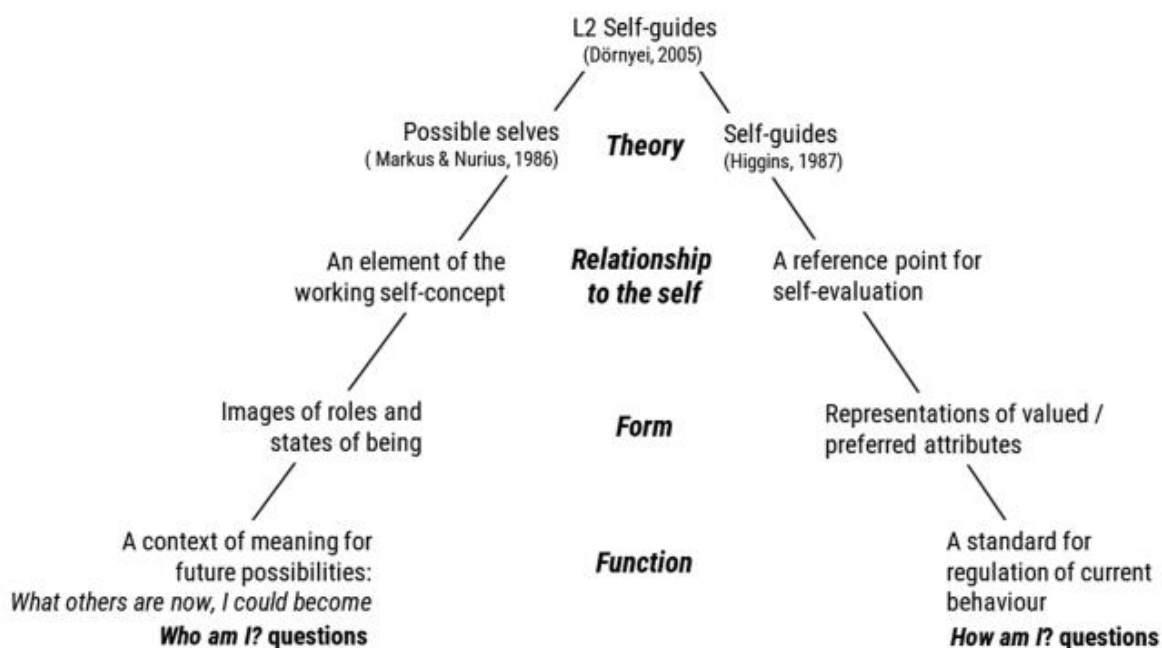 L2 Self-guides
(Dörnyei, 2005)
Possible selves
( Markus & Nurius, 1986)
Theory
Self-guides
(Higgins, 1987)
An element of the
working self-concept
Relationship
to the self
A reference point for
self-evaluation
Images of roles and
states of being
Form
Representations of valued /
preferred attributes
A context of meaning for
future possibilities:
What others are now, I could become
Who am I? questions
Function
A standard for
regulation of current
behaviour
How am I? questions